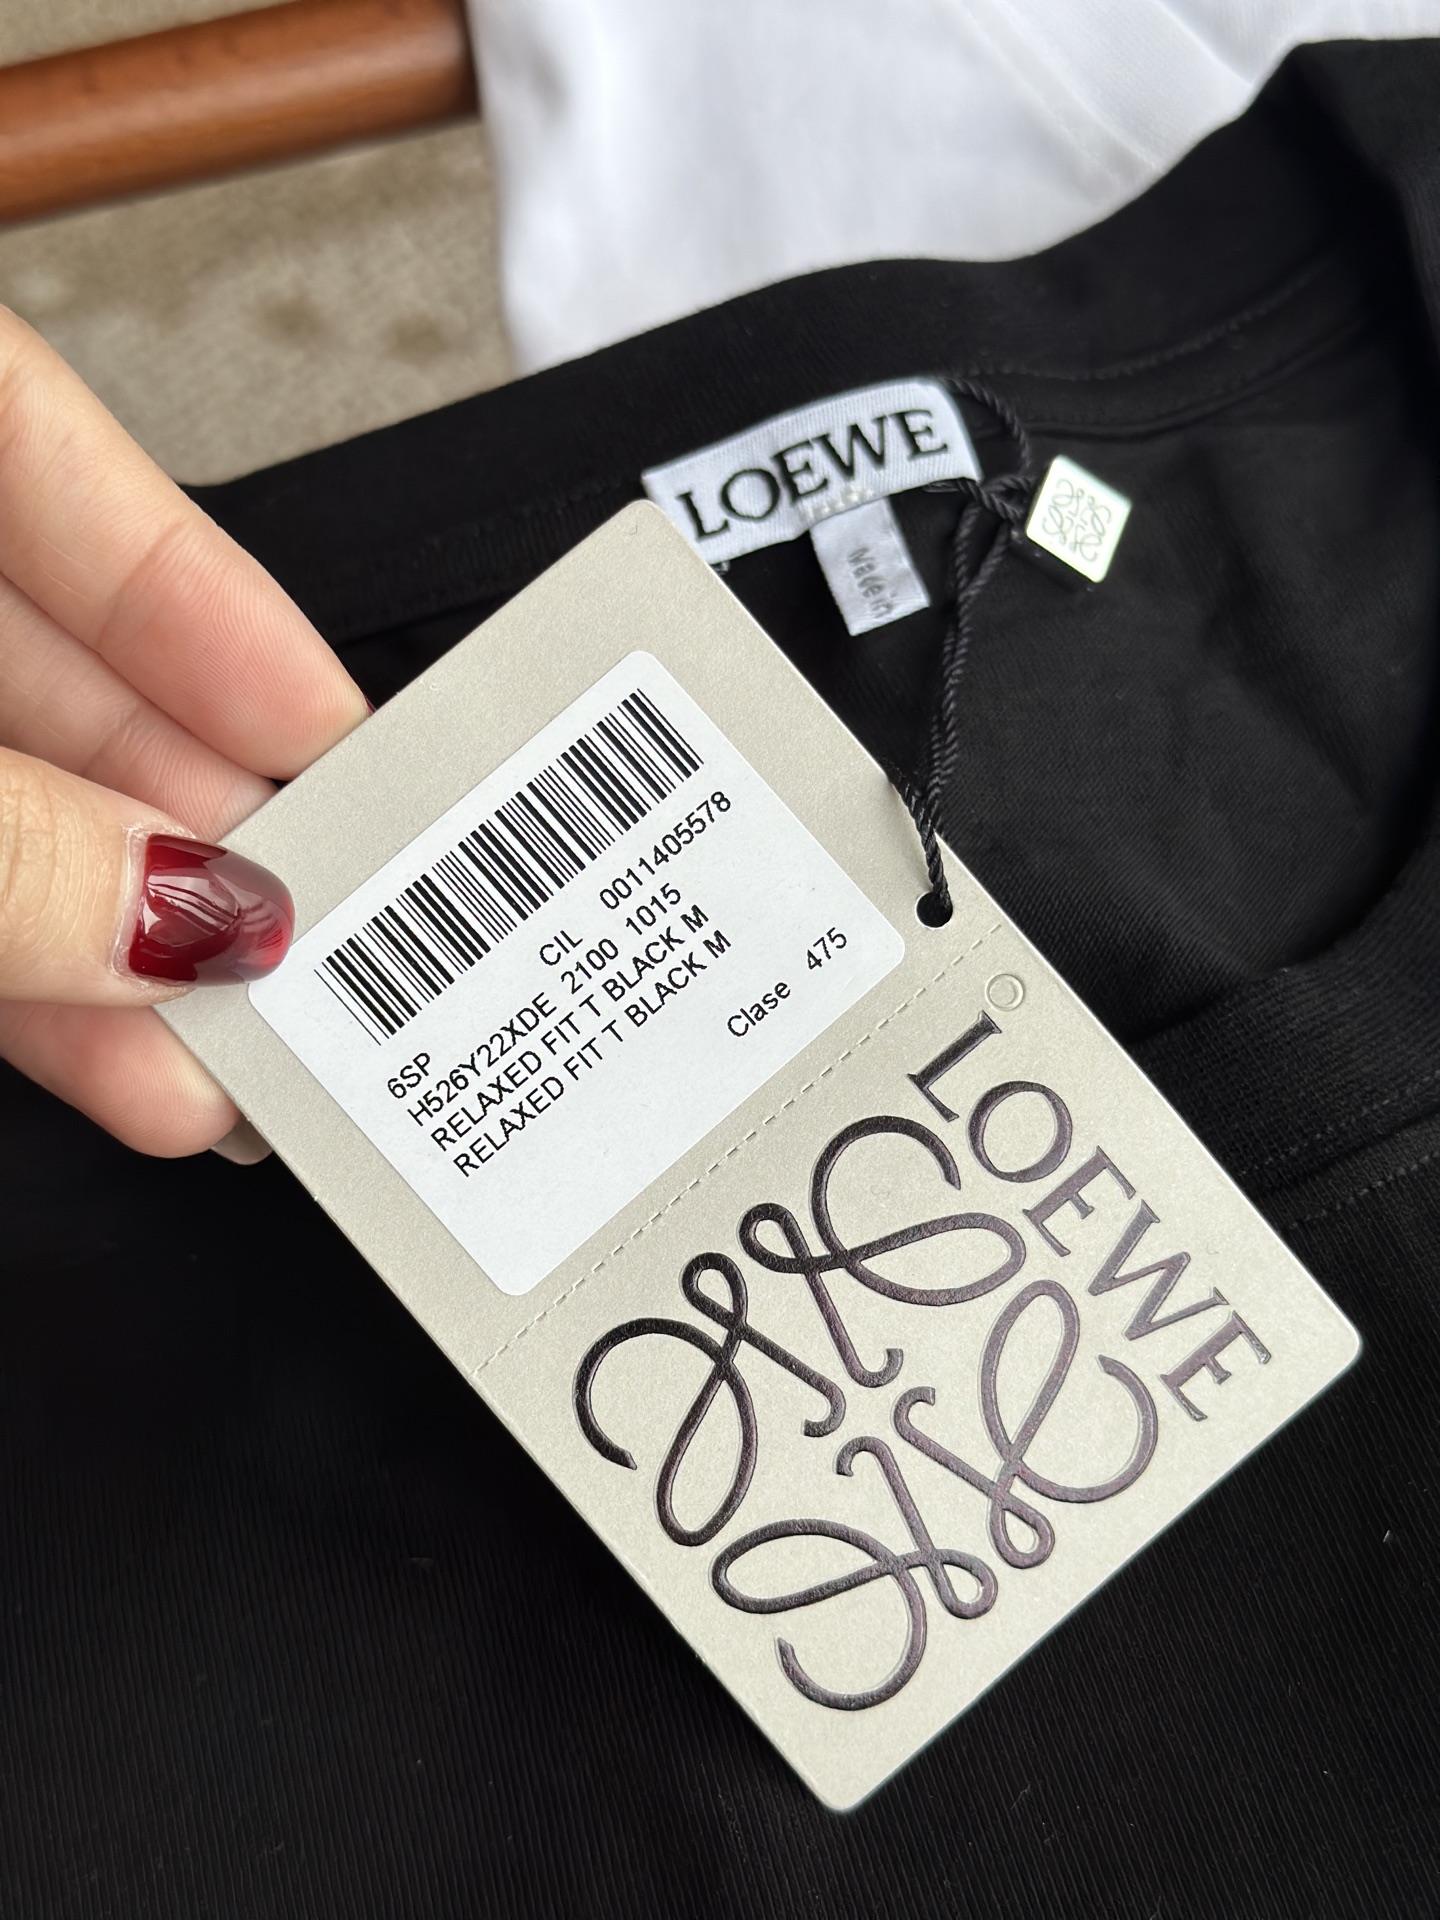 LOEWE
Made in
CIL 0011405578
6SP
H526Y22XDE 2100 1015
RELAXED FIT T BLACK M
RELAXED FIT T BLACK M
Clase 475
LOEWE